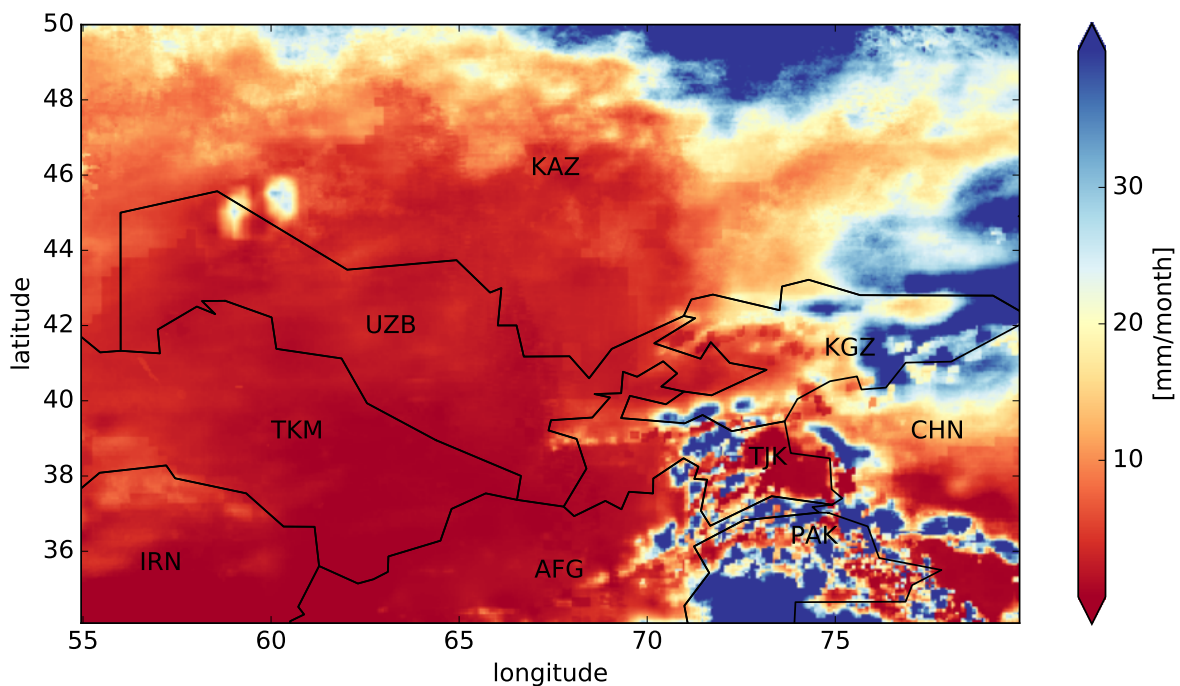 50
48
46
44
42
40
38
36
latitude
KAZ
UZB
KGZ
TKM
CHN
TJK
PAK
IRN
AFG
55
60
65
70
75
longitude
30
20
10
[mm/month]